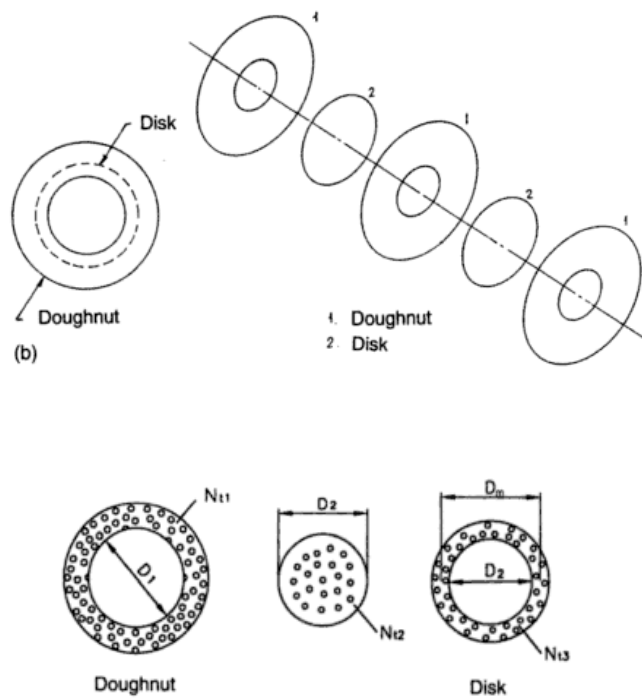 1
Disk
2
1
2
1
Doughnut
(b)
1. Doughnut
2. Disk
Nt1
D1
Doughnut
D2
Nt2
Dm
D2
Nt3
Disk